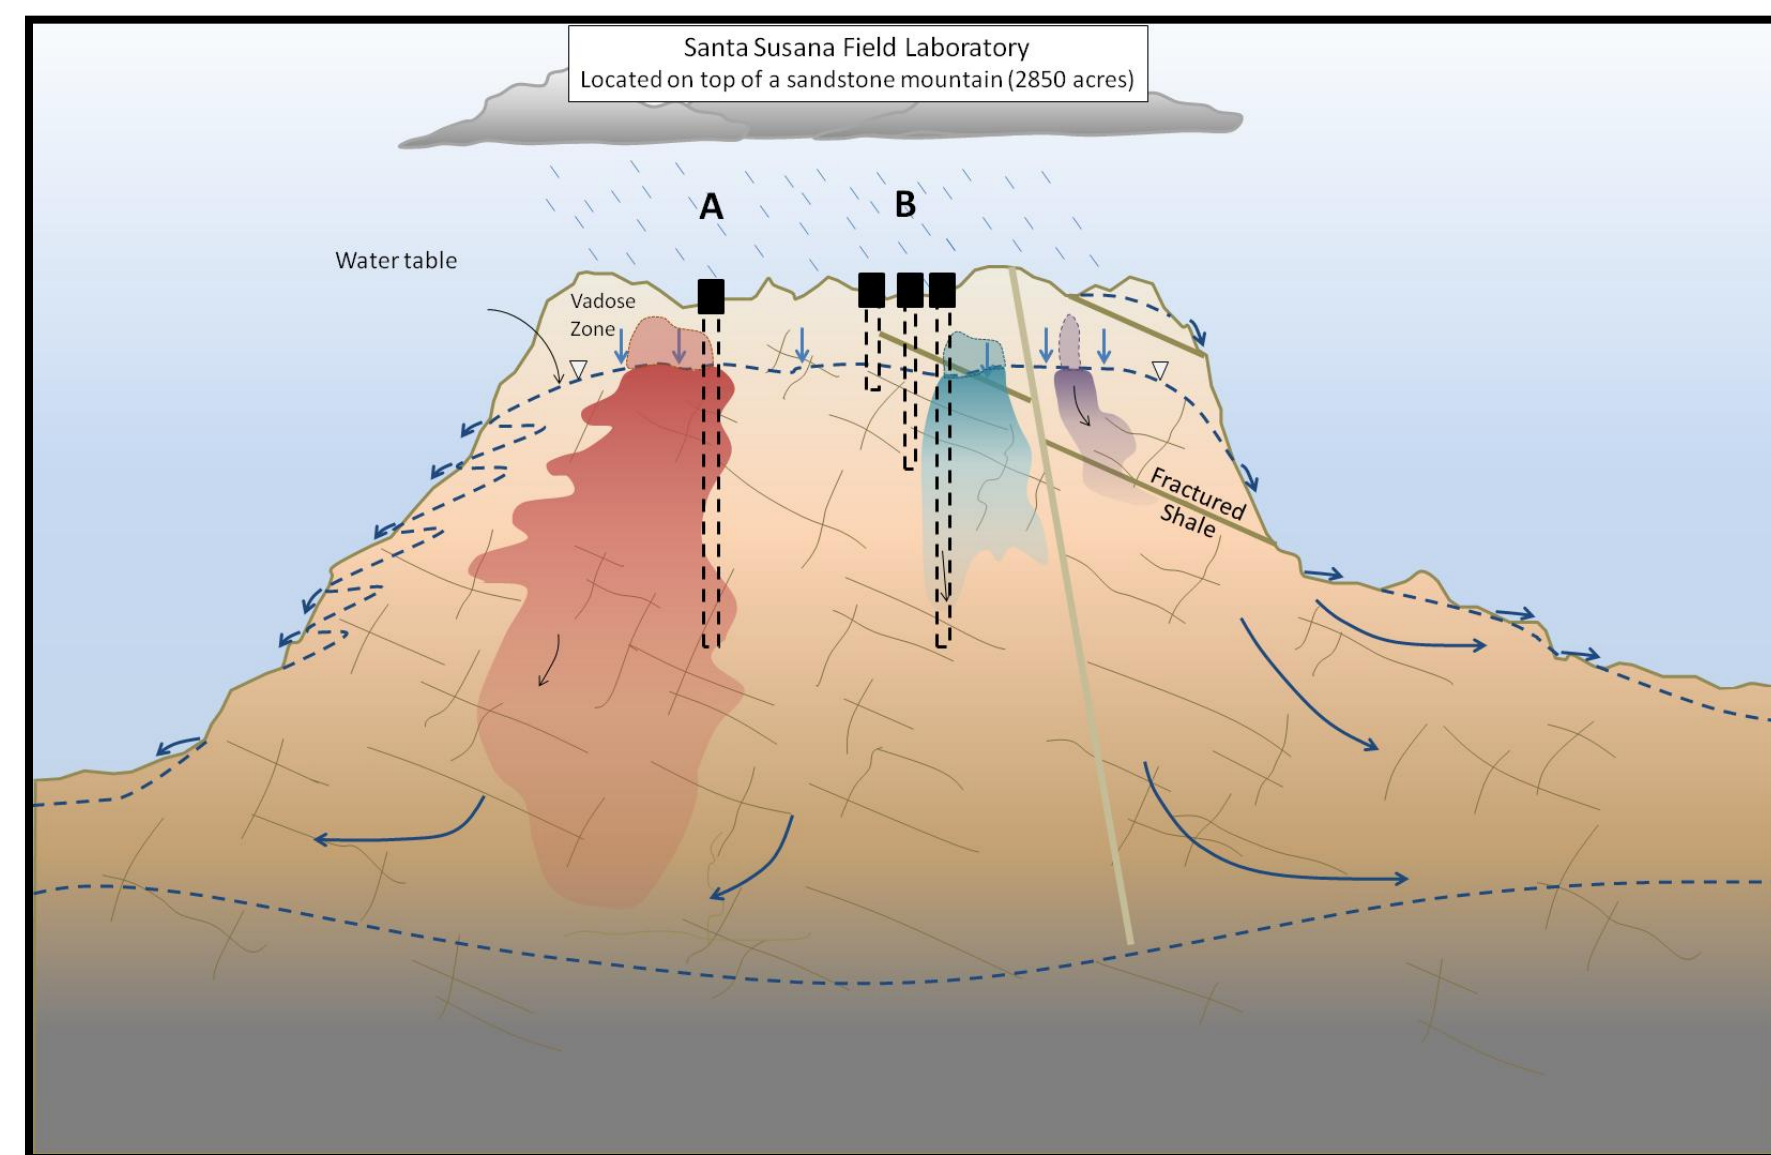 Santa Susana Field Laboratory
Located on top of a sandstone mountain (2850 acres)
A
B
Water table
Vadose
Zone
Fractured
Shale